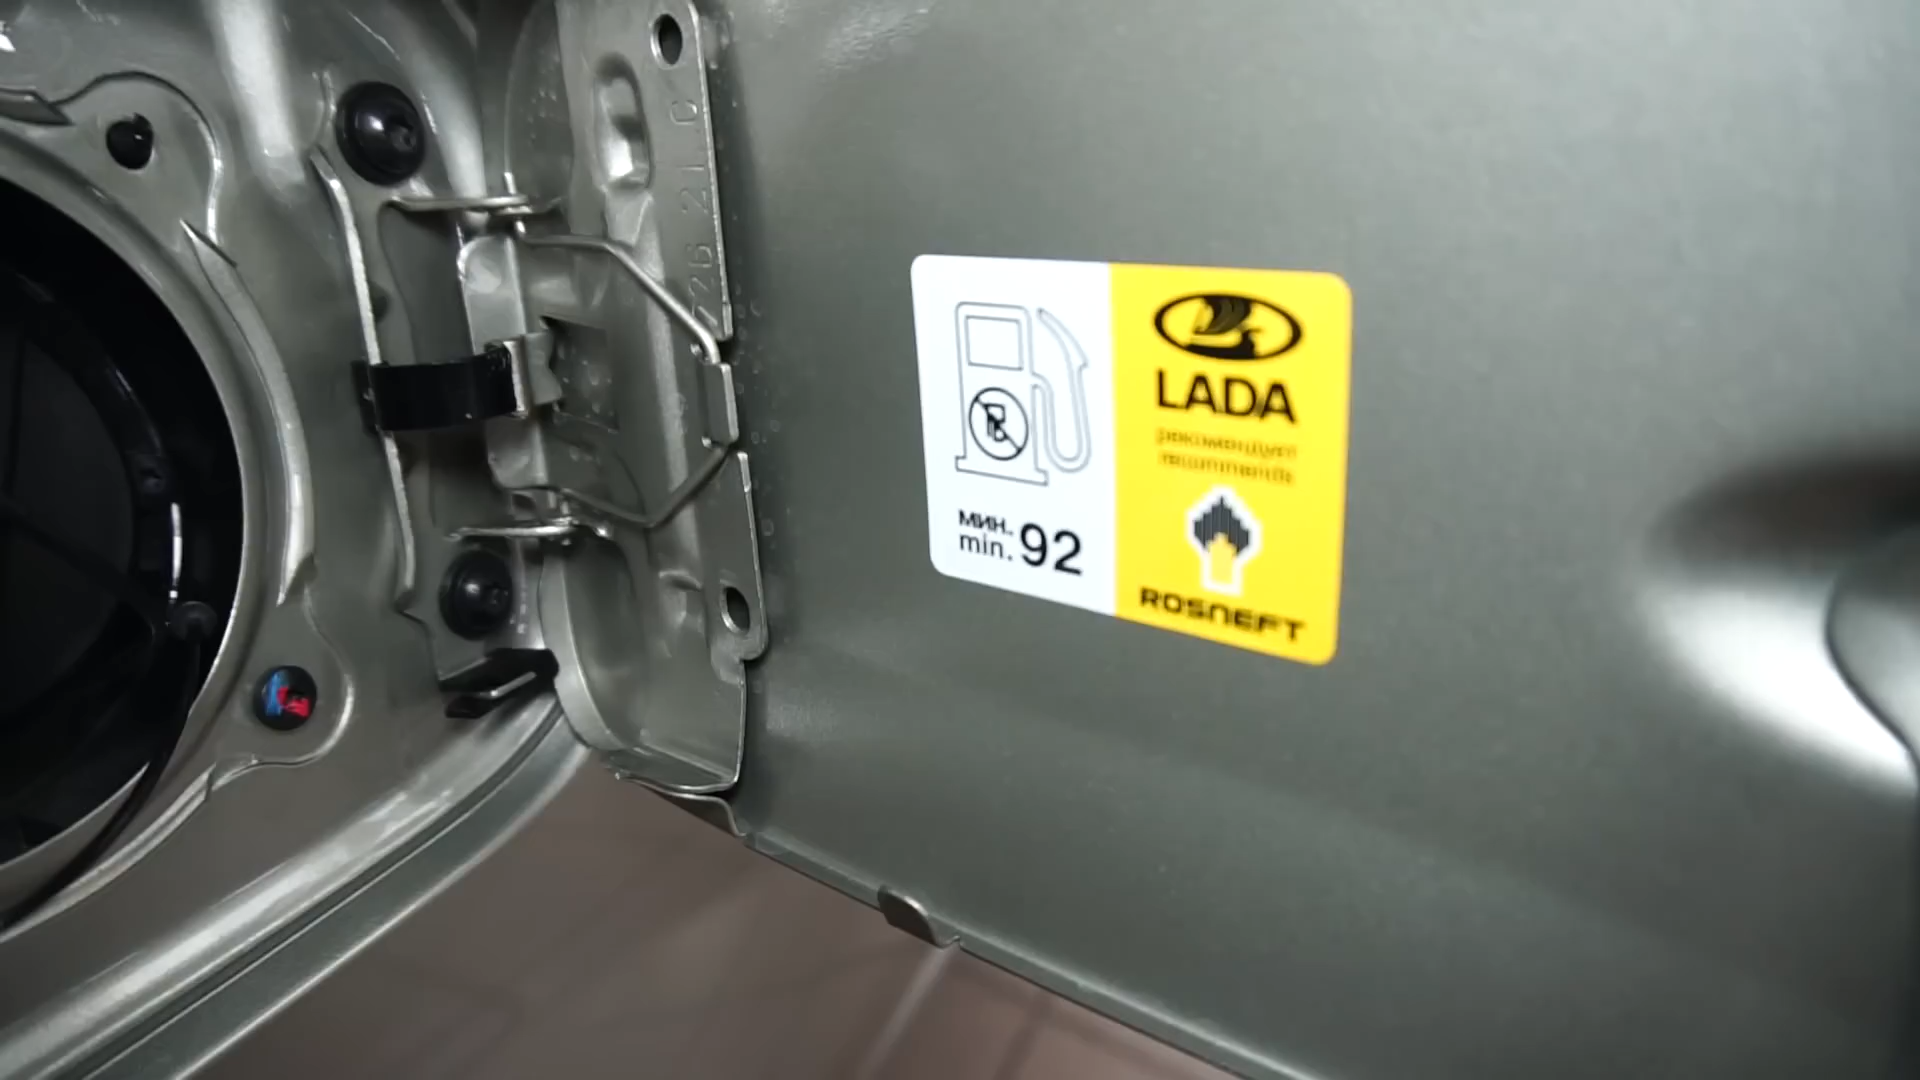 LADA
рекомендует
recommends
мин.
min. 92
ROSNEFT